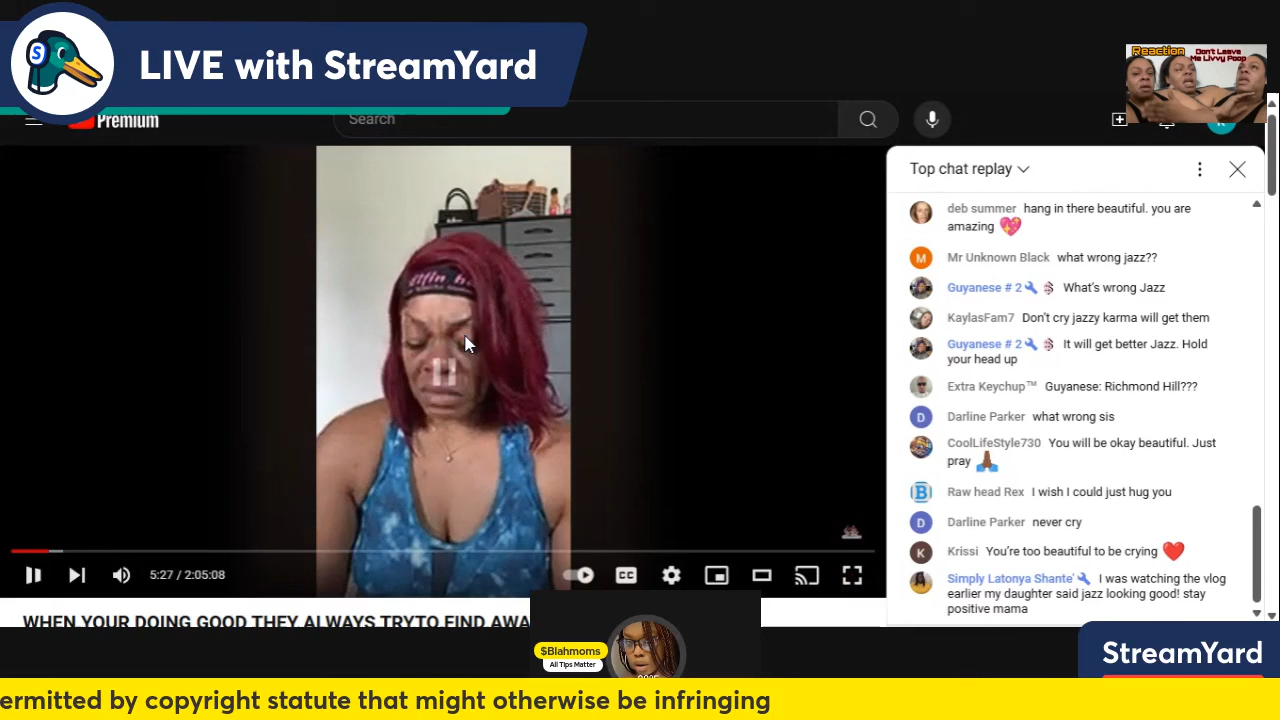 S
LIVE with StreamYard
Reaction
Don't Leave
Me Livvy Poop
Premium
Search
Top chat replay
deb summer hang in there beautiful. you are
amazing
M Mr Unknown Black what wrong jazz??
Guyanese # 2 What's wrong Jazz
KaylasFam7 Don't cry jazzy karma will get them
Guyanese # 2 It will get better Jazz. Hold
your head up
Extra Keychup™ Guyanese: Richmond Hill???
D Darline Parker what wrong sis
CoolLifeStyle730 You will be okay beautiful. Just
pray
Raw head Rex I wish I could just hug you
D Darline Parker never cry
K Krissi You're too beautiful to be crying
Simply Latonya Shante' I was watching the vlog
earlier my daughter said jazz looking good! stay
positive mama
5:27 / 2:05:08
CC
WHEN YOUR DOING GOOD THEY ALWAYS TRYTO FIND AWA
$Blahmoms
All Tips Matter
StreamYard
ermitted by copyright statute that might otherwise be infringing